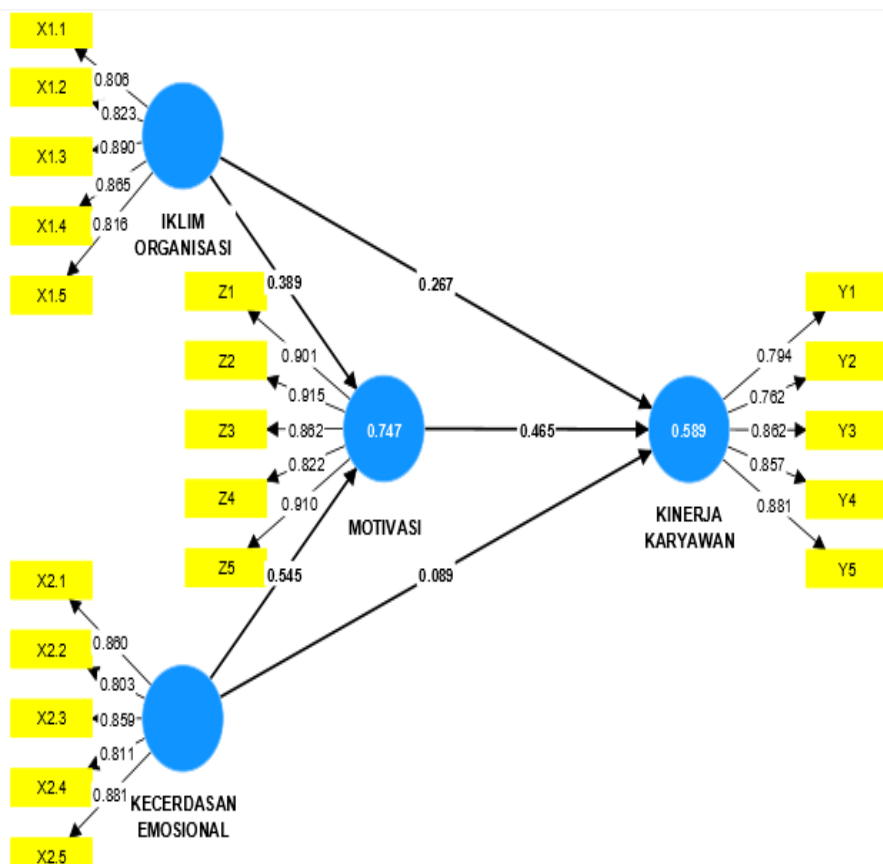 X1.1
0.806
X1.2
0.823
X1.3
0.890
0.865
X1.4
0.816
X1.5
IKLIM
ORGANISASI
0.389
0.267
Z1
0.901
Z2
0.915
Z3
0.862
0.822
Z4
0.910
Z5
0.747
MOTIVASI
0.465
0.545
0.089
0.589
KINERJA
KARYAWAN
Y1
0.794
Y2
0.762
Y3
0.862
0.857
Y4
0.881
Y5
X2.1
0.860
X2.2
0.803
X2.3
0.859
0.811
X2.4
0.881
X2.5
KECERDASAN
EMOSIONAL